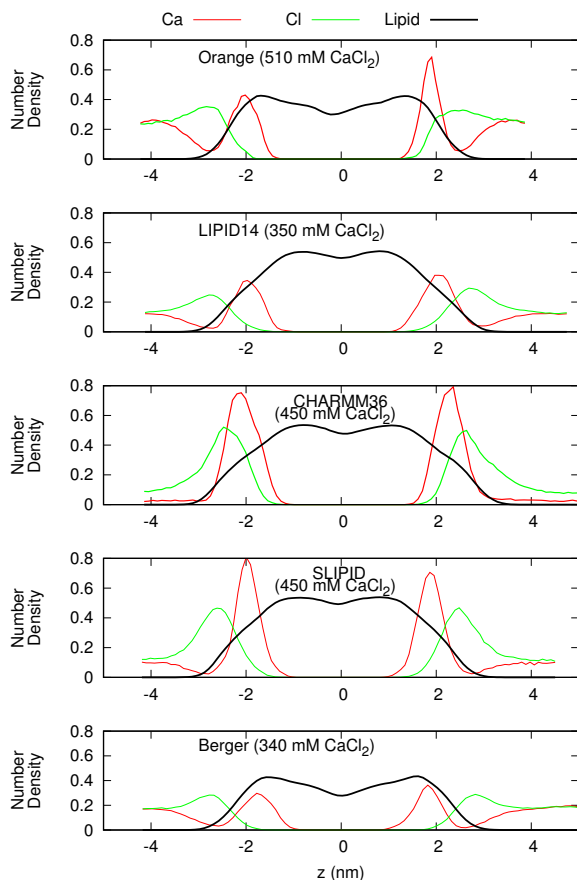 Ca Cl Lipid
Number
Density
Orange (510 mM CaCl₂)
0.8
0.6
0.4
0.2
0
-4 -2 0 2 4
Number
Density
LIPID14 (350 mM CaCl₂)
0.8
0.6
0.4
0.2
0
-4 -2 0 2 4
Number
Density
CHARMM36
(450 mM CaCl₂)
0.8
0.6
0.4
0.2
0
-4 -2 0 2 4
Number
Density
SLIPID
(450 mM CaCl₂)
0.8
0.6
0.4
0.2
0
-4 -2 0 2 4
Number
Density
Berger (340 mM CaCl₂)
0.8
0.6
0.4
0.2
0
-4 -2 0 2 4
z (nm)